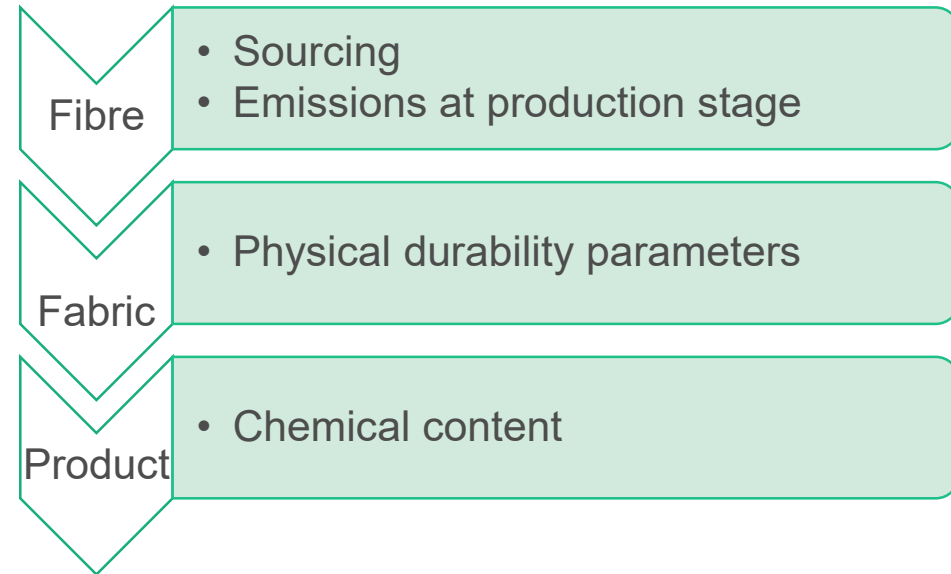 Fibre
• Sourcing
• Emissions at production stage
Fabric
• Physical durability parameters
Product
• Chemical content